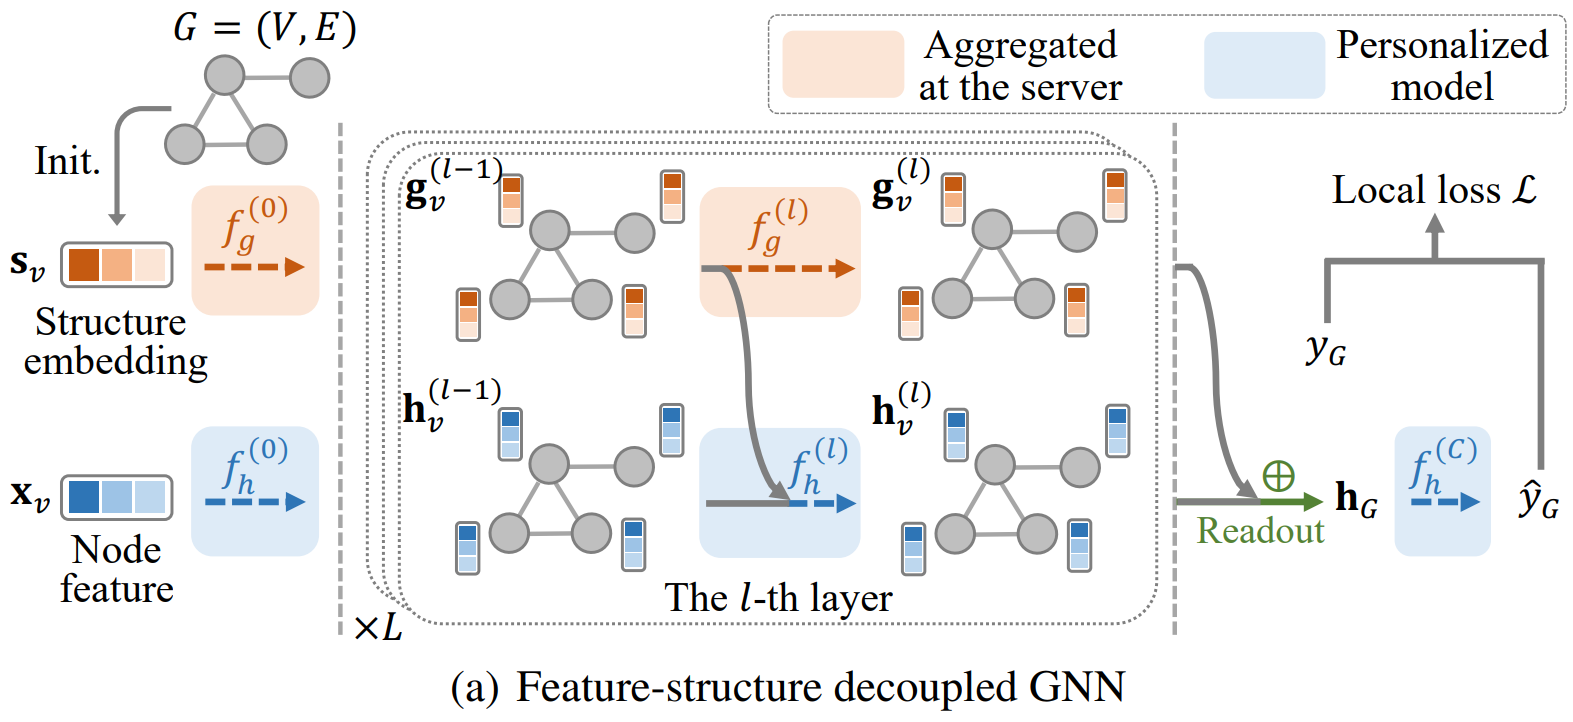 G = (V, E)
Aggregated
at the server
Personalized
model
Init.
s_v
Structure
embedding
f_g^{(0)}
x_v
Node
feature
f_h^{(0)}
g_v^{(l−1)}
f_g^{(l)}
g_v^{(l)}
h_v^{(l−1)}
f_h^{(l)}
h_v^{(l)}
The l-th layer
×L
⊕
Readout
h_G
f_h^{(C)}
ŷ_G
y_G
Local loss ℒ
(a) Feature-structure decoupled GNN